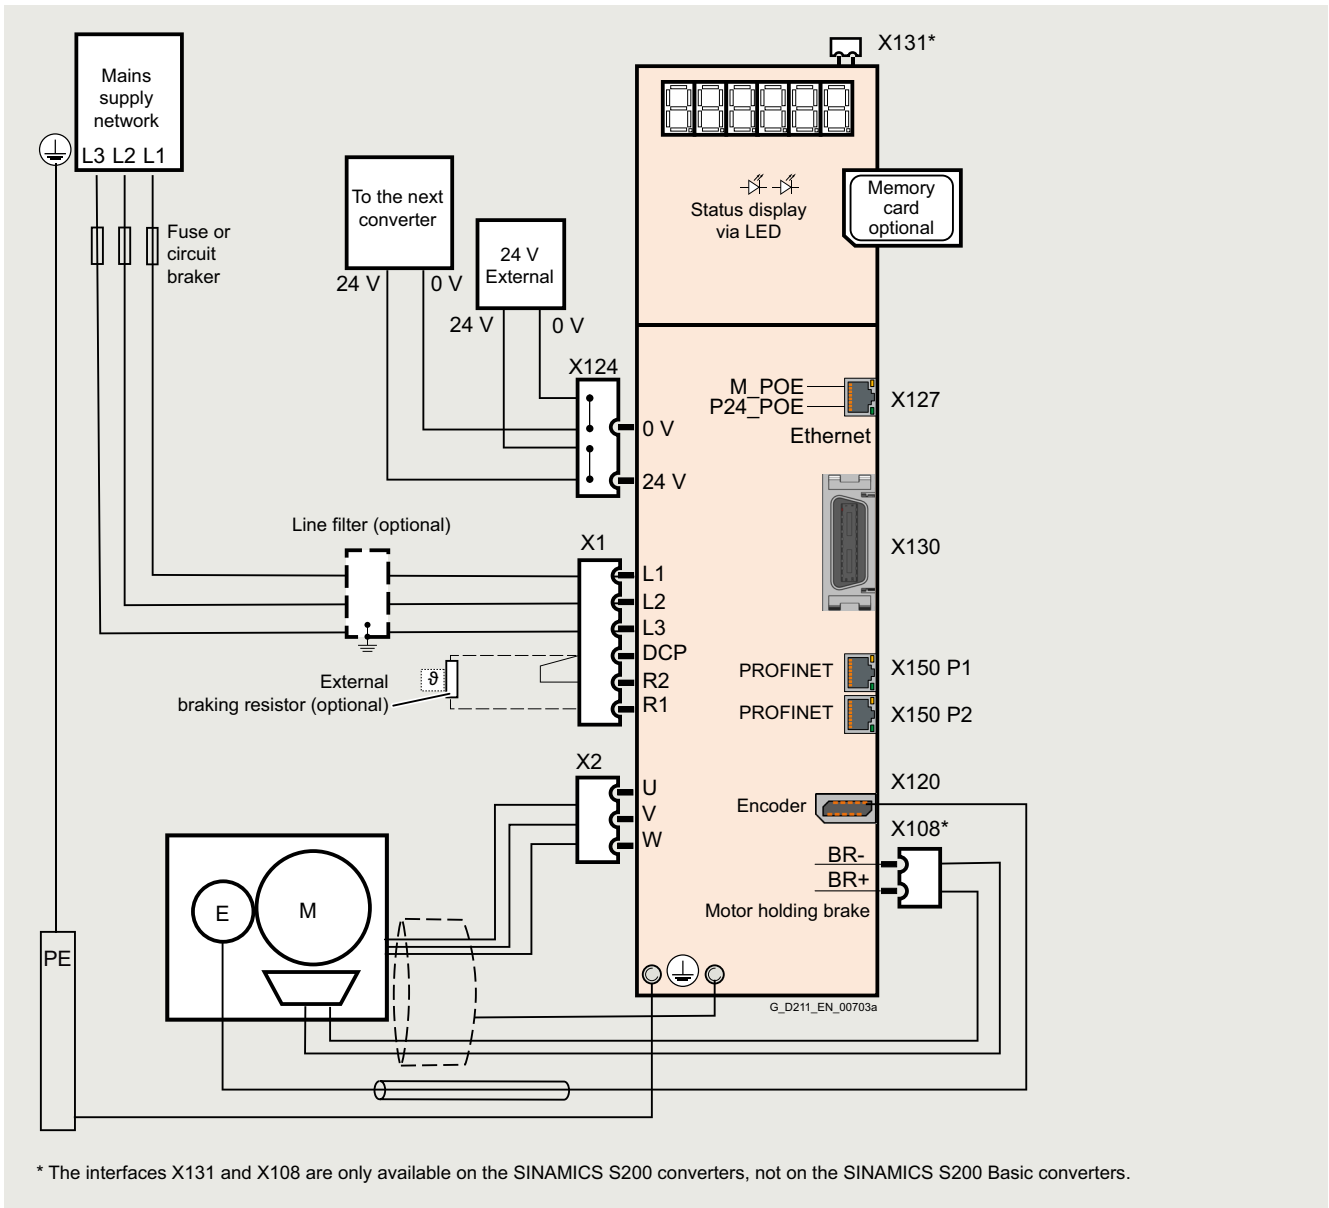 X131*
Mains
supply
network
L3 L2 L1
Fuse or
circuit
braker
To the next
converter
24 V
0 V
24 V
External
24 V
0 V
Status display
via LED
Memory
card
optional
X124
0 V
24 V
M_POE
P24_POE
Ethernet
X127
X130
Line filter (optional)
X1
L1
L2
L3
DCP
R2
R1
ϑ
External
braking resistor (optional)
PROFINET
X150 P1
PROFINET
X150 P2
X2
U
V
W
Encoder
X120
X108*
BR-
BR+
Motor holding brake
E
M
PE
G_D211_EN_00703a
* The interfaces X131 and X108 are only available on the SINAMICS S200 converters, not on the SINAMICS S200 Basic converters.